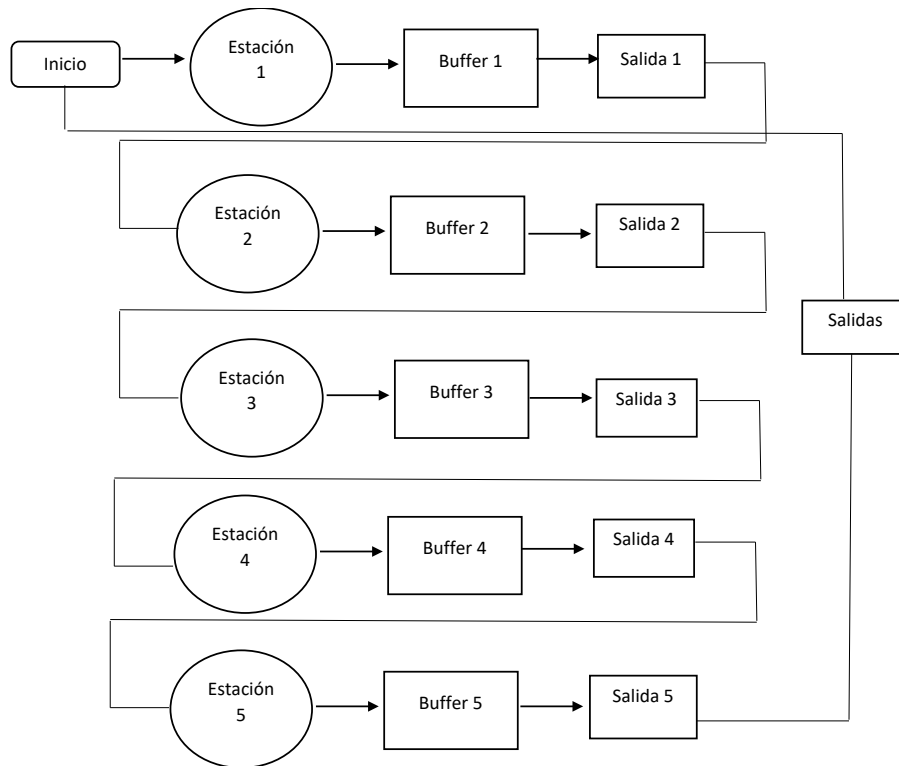 Inicio
Estación
1
Buffer 1
Salida 1
Estación
2
Buffer 2
Salida 2
Salidas
Estación
3
Buffer 3
Salida 3
Estación
4
Buffer 4
Salida 4
Estación
5
Buffer 5
Salida 5